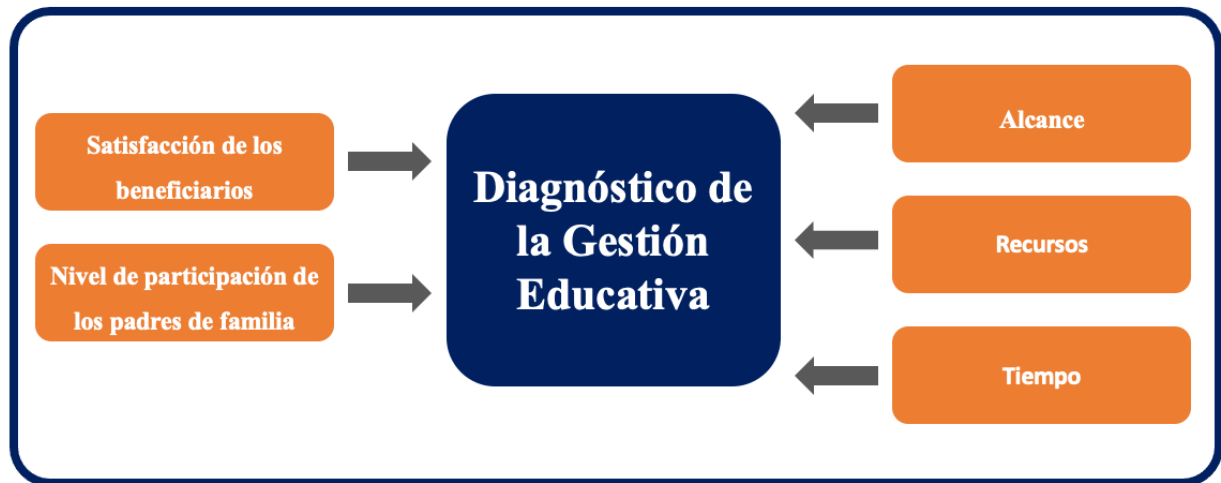 Satisfacción de los
beneficiarios
Nivel de participación de
los padres de familia
Diagnóstico de
la Gestión
Educativa
Alcance
Recursos
Tiempo